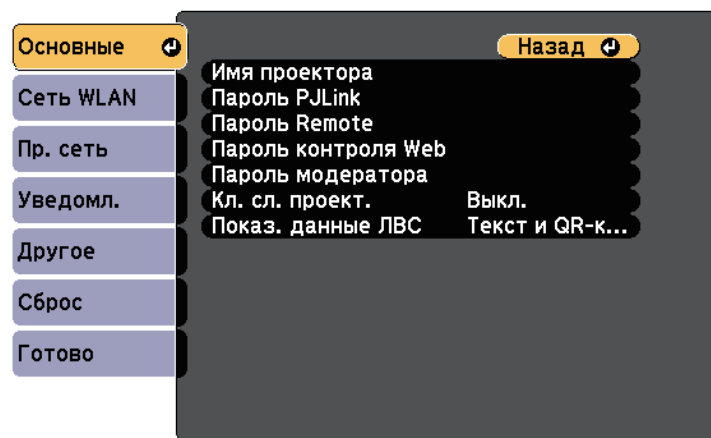 Основные
Сеть WLAN
Пр. сеть
Уведомл.
Другое
Сброс
Готово
Назад
Имя проектора
Пароль PJLink
Пароль Remote
Пароль контроля Web
Пароль модератора
Кл. сл. проект. Выкл.
Показ. данные ЛВС Текст и QR-к...